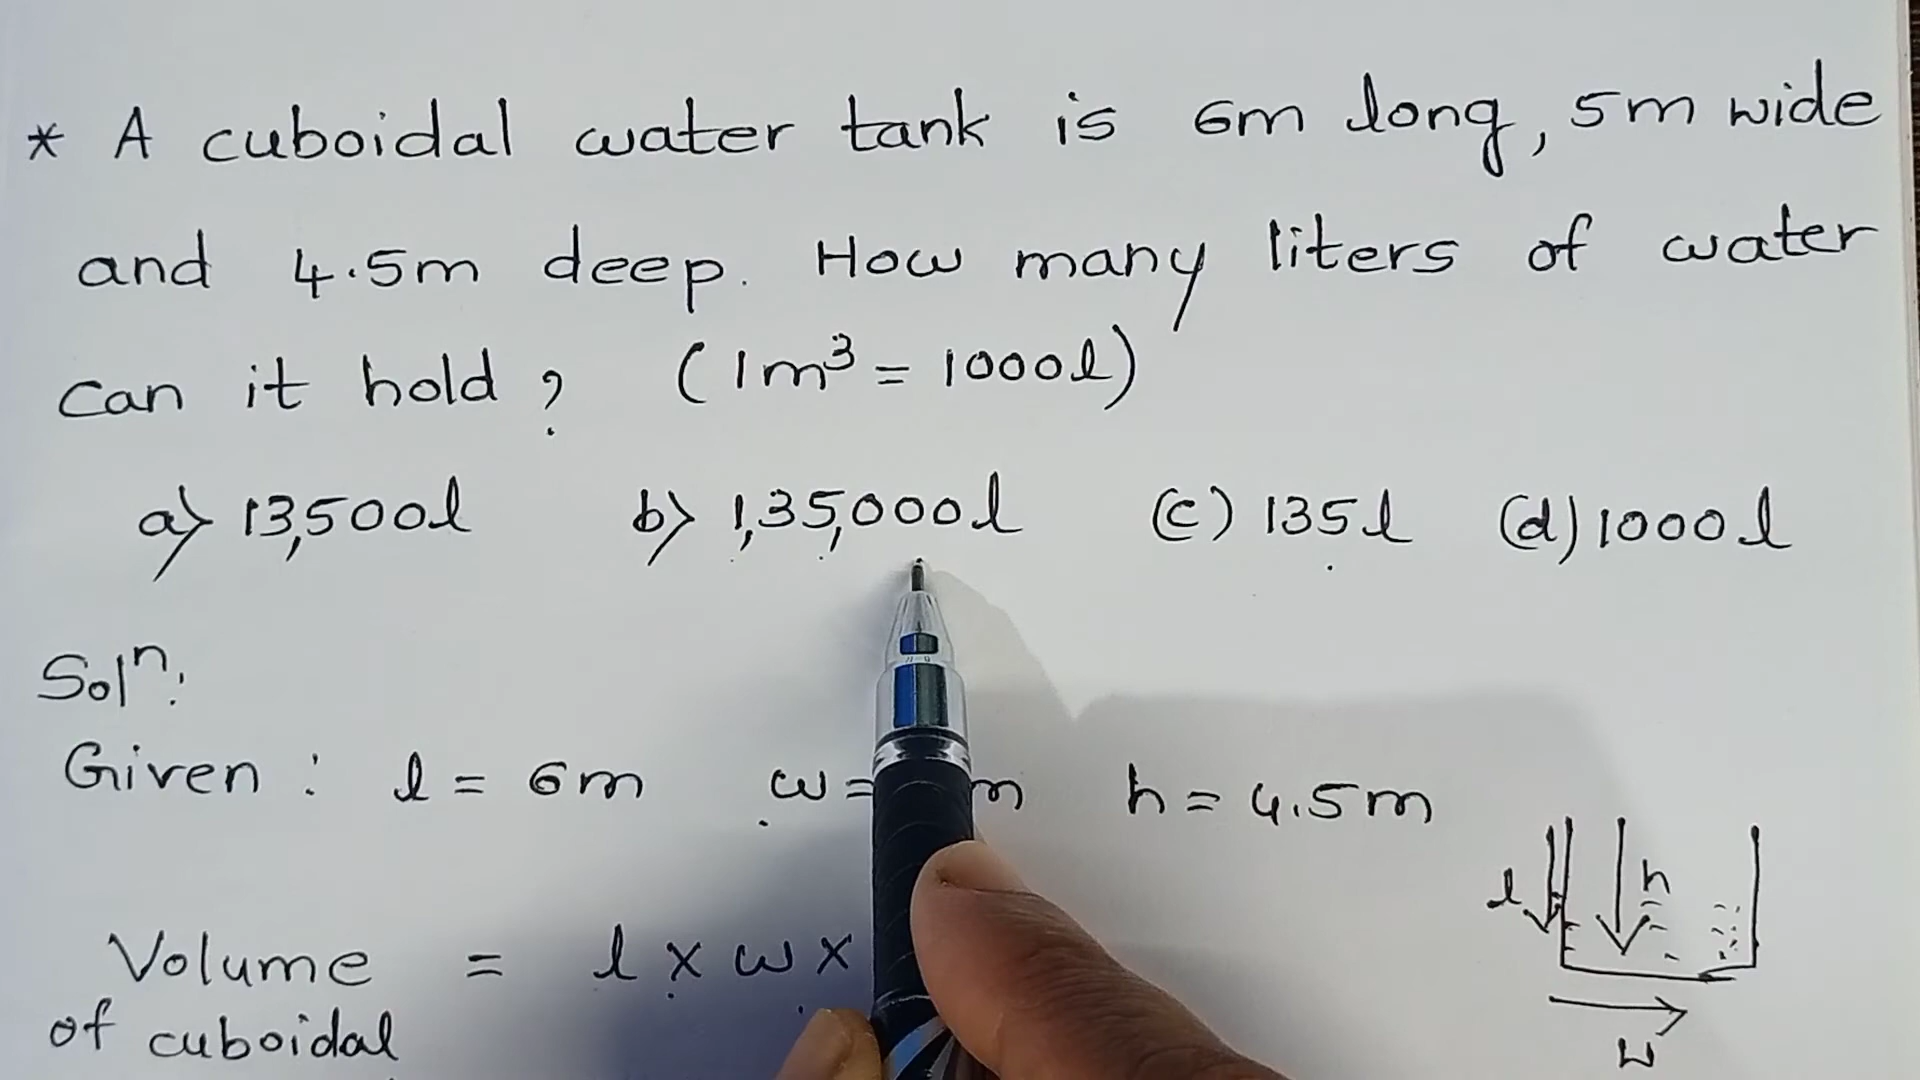 * A cuboidal water tank is 6m long, 5m wide
and 4.5m deep. How many liters of water
can it hold? (1m³ = 1000l)
a) 13,500l b) 1,35,000l (c) 135l (d) 1000l
Solⁿ:
Given : l = 6m w = m h = 4.5m
l h
Volume = l x w x
of cuboidal
w